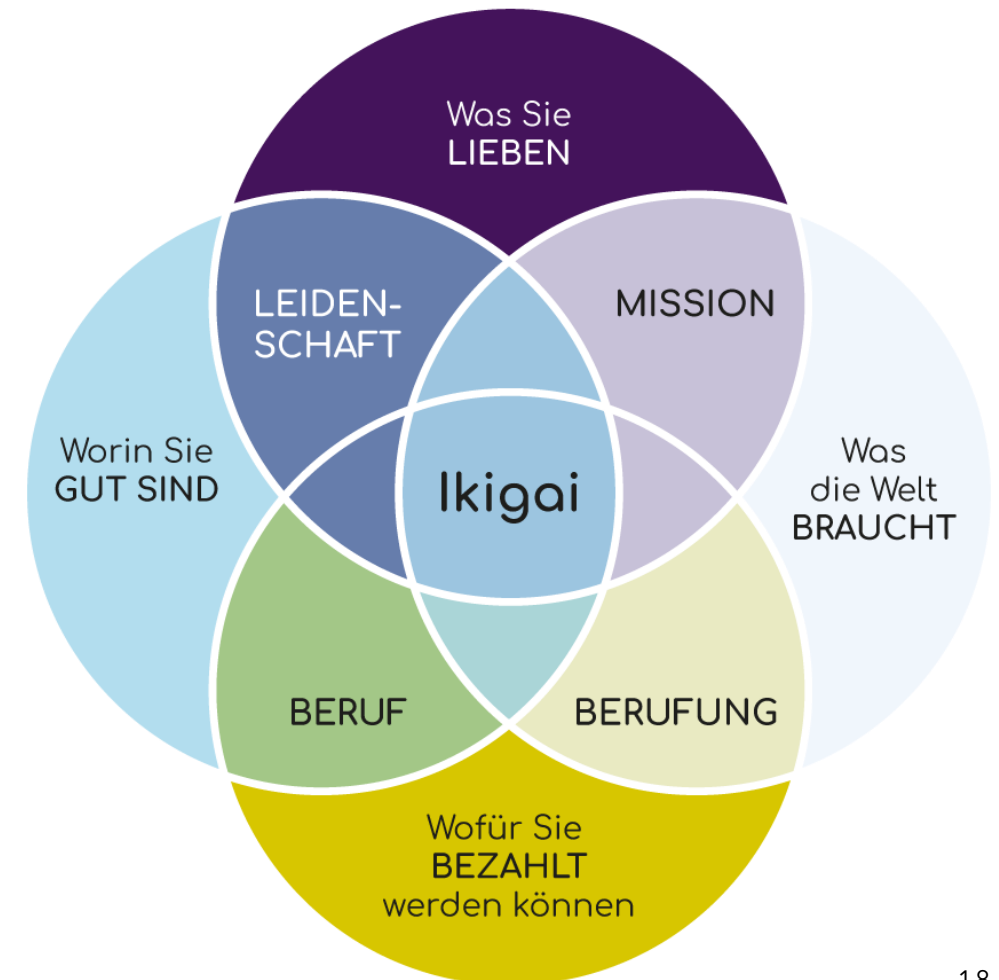 Was Sie
LIEBEN
LEIDEN-
SCHAFT
MISSION
Worin Sie
GUT SIND
Ikigai
Was
die Welt
BRAUCHT
BERUF
BERUFUNG
Wofür Sie
BEZAHLT
werden können
18